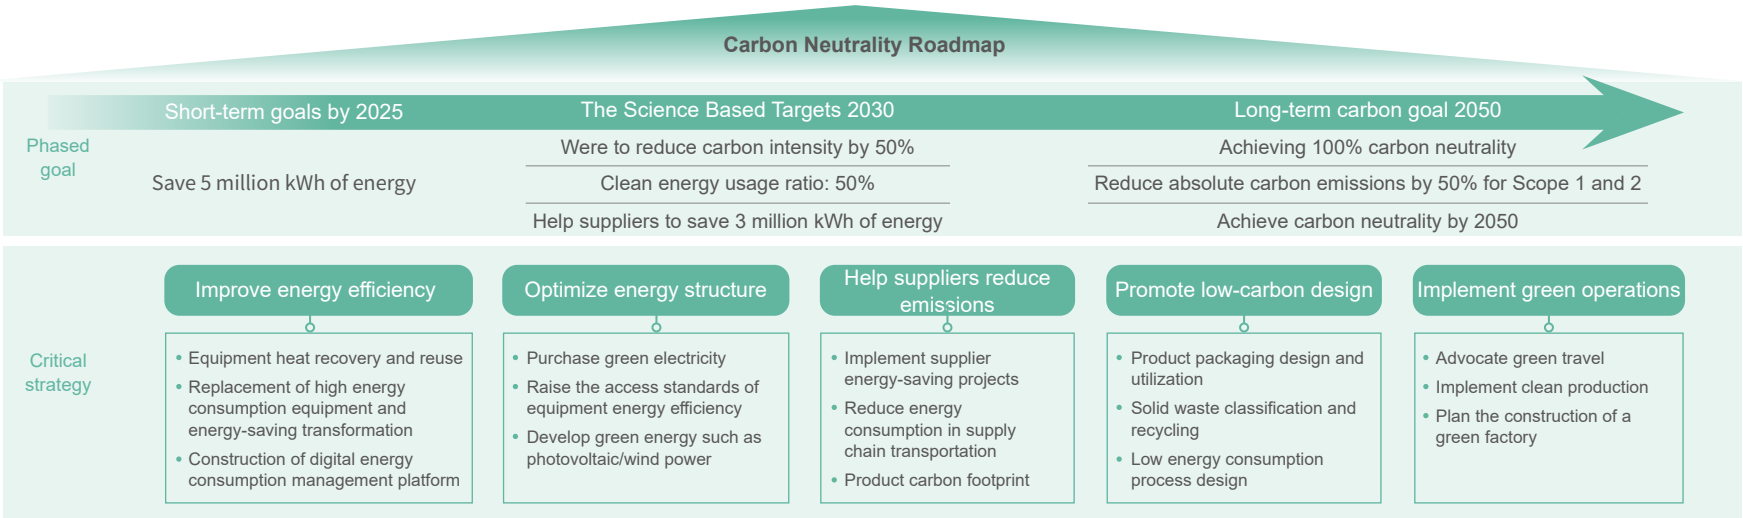 Carbon Neutrality Roadmap
Short-term goals by 2025
The Science Based Targets 2030
Long-term carbon goal 2050
Phased
goal
Save 5 million kWh of energy
Were to reduce carbon intensity by 50%
Clean energy usage ratio: 50%
Help suppliers to save 3 million kWh of energy
Achieving 100% carbon neutrality
Reduce absolute carbon emissions by 50% for Scope 1 and 2
Achieve carbon neutrality by 2050
Critical
strategy
Improve energy efficiency
• Equipment heat recovery and reuse
• Replacement of high energy
consumption equipment and
energy-saving transformation
• Construction of digital energy
consumption management platform
Optimize energy structure
• Purchase green electricity
• Raise the access standards of
equipment energy efficiency
• Develop green energy such as
photovoltaic/wind power
Help suppliers reduce
emissions
• Implement supplier
energy-saving projects
• Reduce energy
consumption in supply
chain transportation
• Product carbon footprint
Promote low-carbon design
• Product packaging design and
utilization
• Solid waste classification and
recycling
• Low energy consumption
process design
Implement green operations
• Advocate green travel
• Implement clean production
• Plan the construction of a
green factory